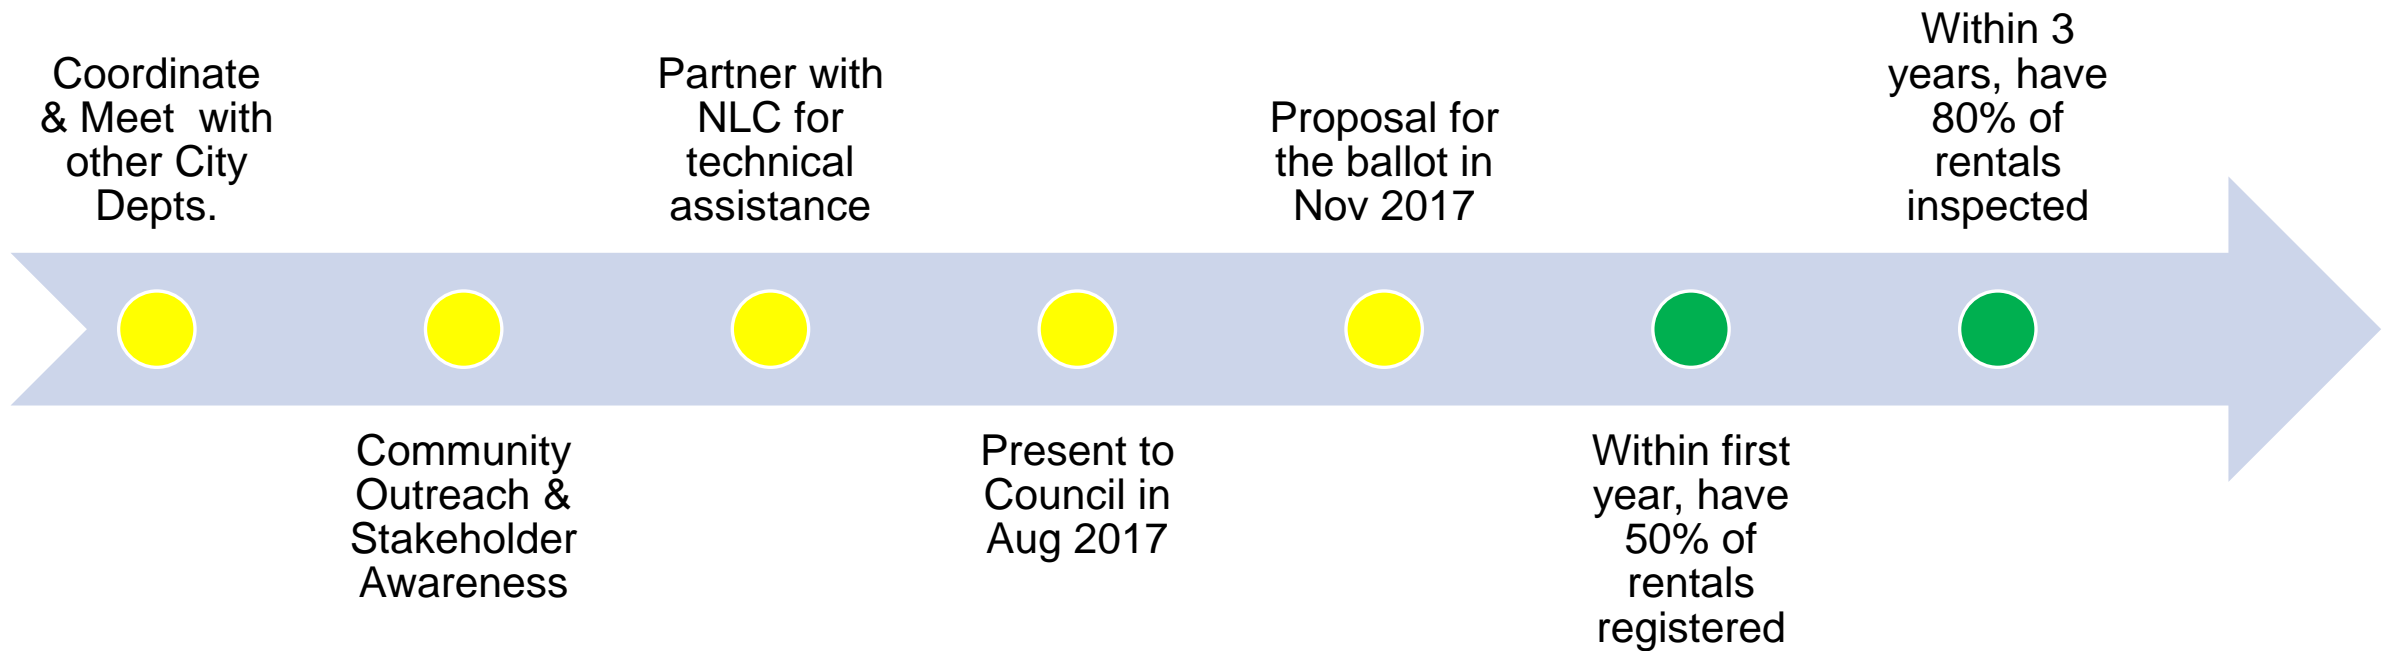 Coordinate
& Meet  with
other City
Depts.
Community
Outreach &
Stakeholder
Awareness
Partner with
NLC for
technical
assistance
Present to
Council in
Aug 2017
Proposal for
the ballot in
Nov 2017
Within first
year, have
50% of
rentals
registered
Within 3
years, have
80% of
rentals
inspected